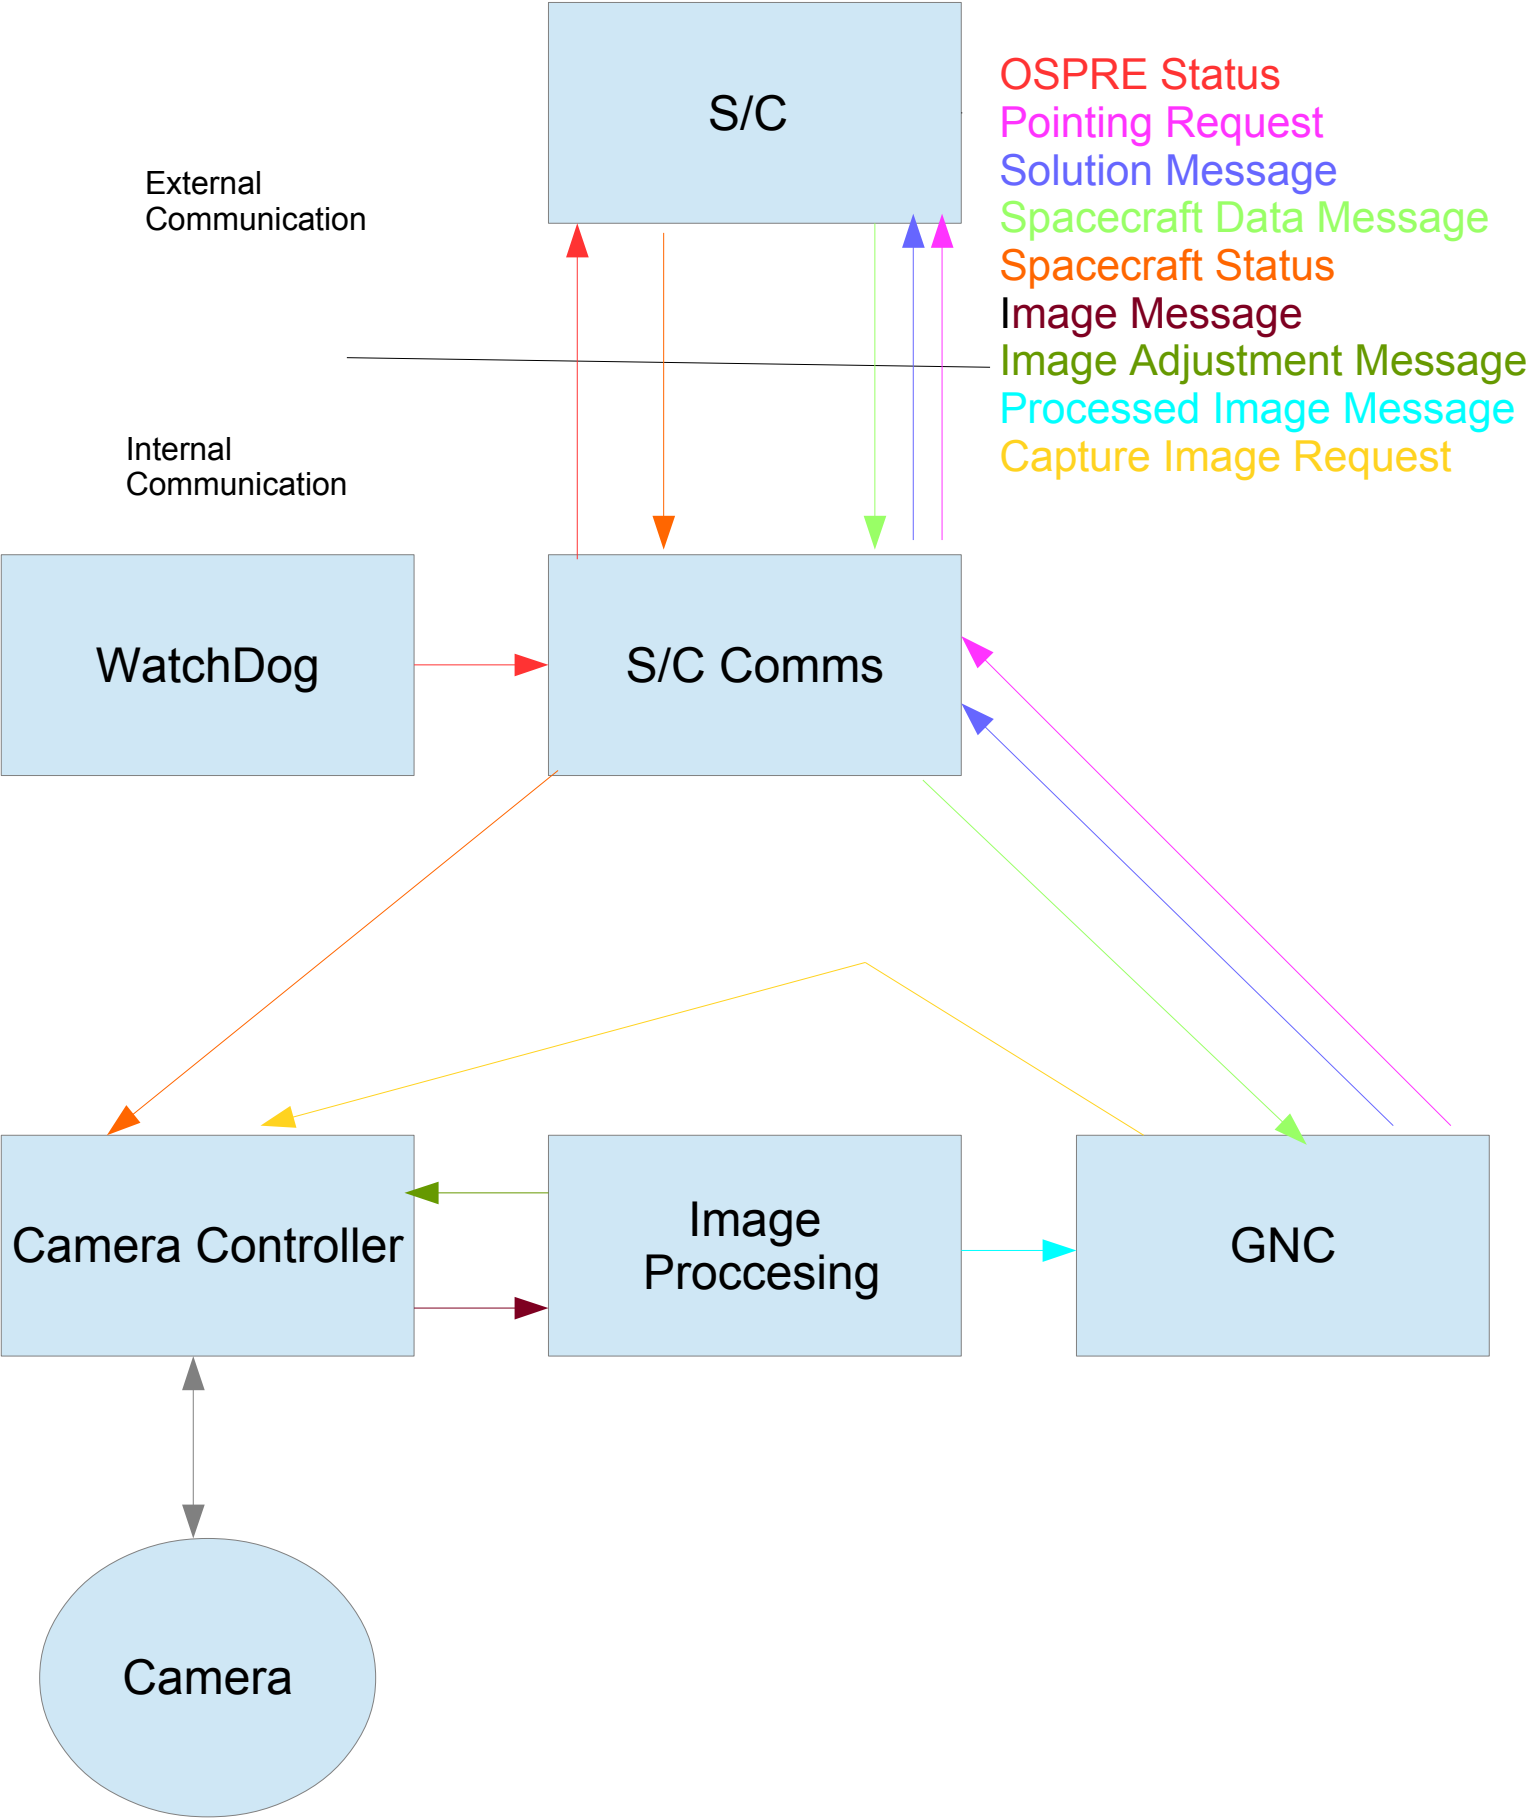 S/C
OSPRE Status
Pointing Request
Solution Message
Spacecraft Data Message
Spacecraft Status
Image Message
Image Adjustment Message
Processed Image Message
Capture Image Request
External
Communication
Internal
Communication
WatchDog
S/C Comms
Camera Controller
Image
Proccesing
GNC
Camera